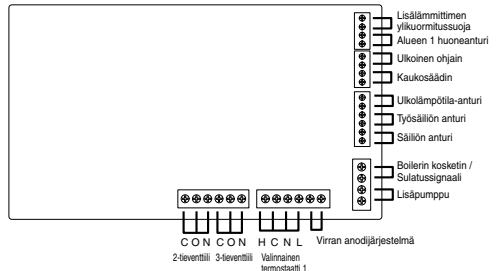 Lisälämmittimen
ylikuormitussuoja
Alueen 1 huoneanturi
Ulkoinen ohjain
Kaukosäädin
Ulkolämpötila-anturi
Työsäiliön anturi
Säiliön anturi
Boilerin kosketin /
Sulatussignaali
Lisäpumppu
C O N C O N H C N L Virran anodijärjestelmä
2-tieventtiili 3-tieventtiili Valinnainen
termostaatti 1